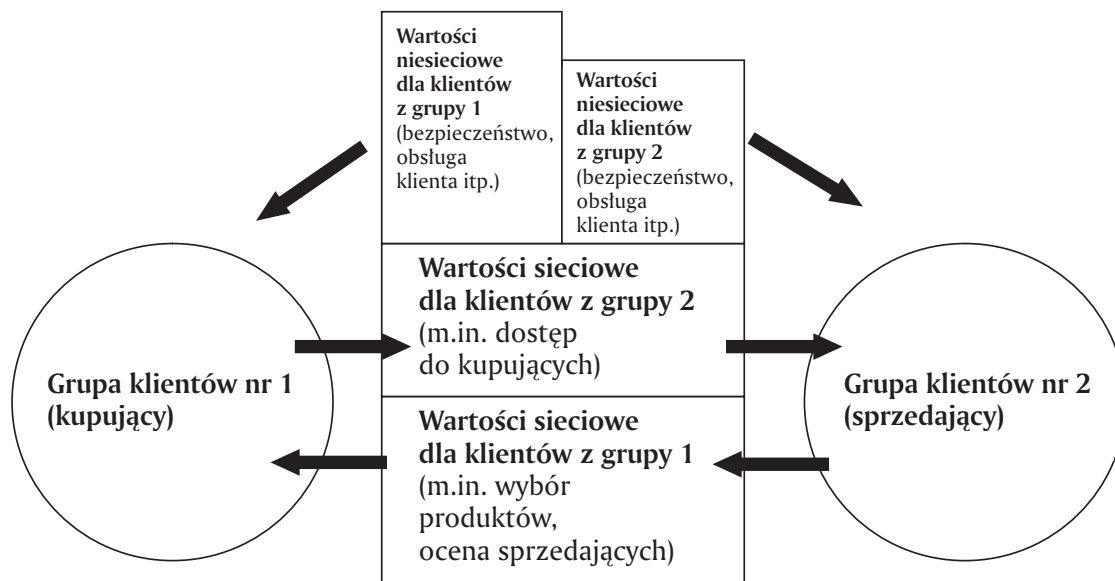 Wartości
niesieciowe
dla klientów
z grupy 1
(bezpieczeństwo,
obsługa
klienta itp.)
Wartości
niesieciowe
dla klientów
z grupy 2
(bezpieczeństwo,
obsługa
klienta itp.)
Wartości sieciowe
dla klientów z grupy 2
(m.in. dostęp
do kupujących)
Grupa klientów nr 1
(kupujący)
Grupa klientów nr 2
(sprzedający)
Wartości sieciowe
dla klientów z grupy 1
(m.in. wybór
produktów,
ocena sprzedających)